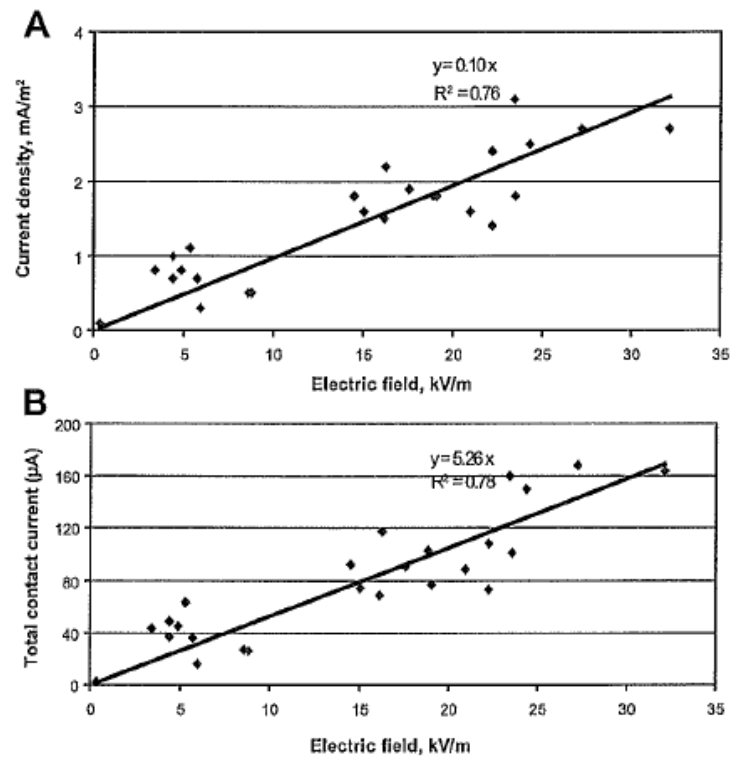 A
4
3
2
1
0
Current density, mA/m²
y=0.10x
R²=0.76
0 5 10 15 20 25 30 35
Electric field, kV/m
B
200
160
120
80
40
0
Total contact current (µA)
y=5.26x
R²=0.78
0 5 10 15 20 25 30 35
Electric field, kV/m